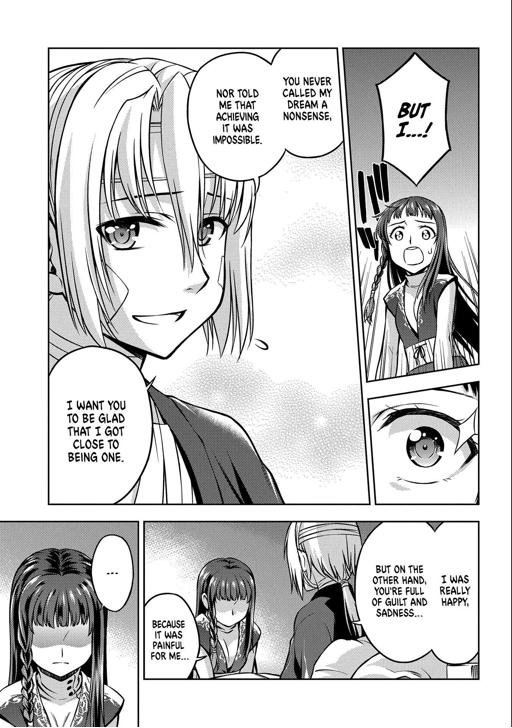 BUT
I...!
YOU NEVER
CALLED MY
DREAM A
NONSENSE,
NOR TOLD
ME THAT
ACHIEVING
IT WAS
IMPOSSIBLE.
I WANT YOU
TO BE GLAD
THAT I GOT
CLOSE TO
BEING ONE.
I WAS
REALLY
HAPPY,
BUT ON THE
OTHER HAND,
YOU'RE FULL
OF GUILT AND
SADNESS...
BECAUSE
IT WAS
PAINFUL
FOR ME...
...